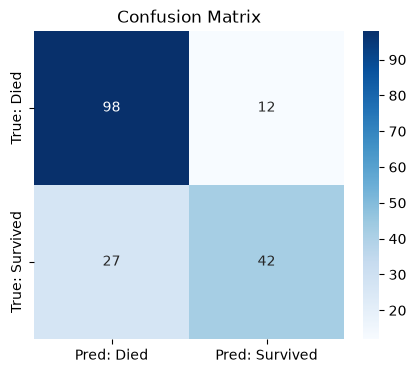 Confusion Matrix
True: Died
98
12
True: Survived
27
42
Pred: Died
Pred: Survived
90
80
70
60
50
40
30
20